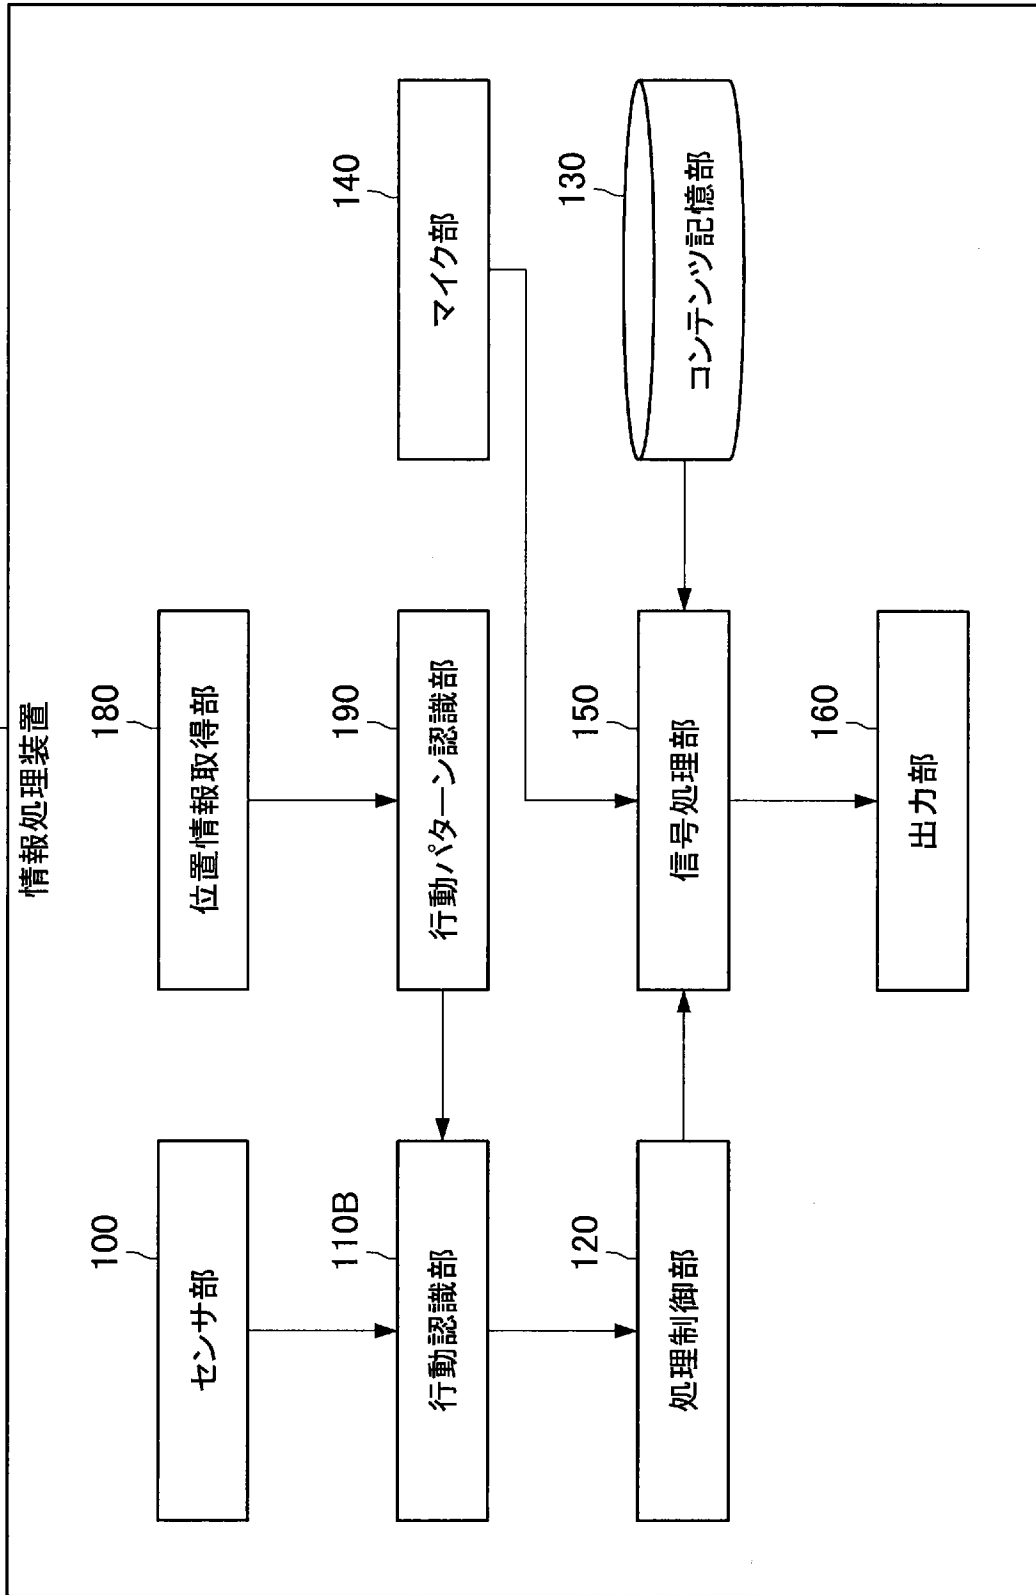 情報処理装置
100
センサ部
180
位置情報取得部
110B
行動認識部
190
行動パターン認識部
140
マイク部
120
処理制御部
150
信号処理部
130
コンテンツ記憶部
160
出力部